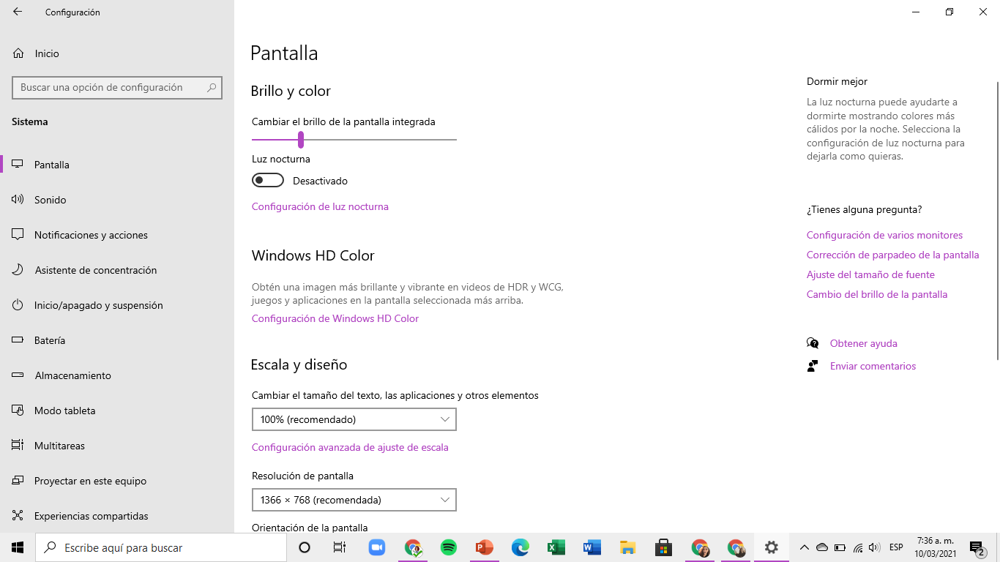 Configuración
Inicio
Buscar una opción de configuración
Sistema
Pantalla
Sonido
Notificaciones y acciones
Asistente de concentración
Inicio/apagado y suspensión
Batería
Almacenamiento
Modo tableta
Multitareas
Proyectar en este equipo
Experiencias compartidas
Pantalla
Brillo y color
Cambiar el brillo de la pantalla integrada
Luz nocturna
Desactivado
Configuración de luz nocturna
Windows HD Color
Obtén una imagen más brillante y vibrante en videos de HDR y WCG,
juegos y aplicaciones en la pantalla seleccionada más arriba.
Configuración de Windows HD Color
Escala y diseño
Cambiar el tamaño del texto, las aplicaciones y otros elementos
100% (recomendado)
Configuración avanzada de ajuste de escala
Resolución de pantalla
1366 × 768 (recomendada)
Orientación de la pantalla
Dormir mejor
La luz nocturna puede ayudarte a
dormirte mostrando colores más
cálidos por la noche. Selecciona la
configuración de luz nocturna para
dejarla como quieras.
¿Tienes alguna pregunta?
Configuración de varios monitores
Corrección de parpadeo de la pantalla
Ajuste del tamaño de fuente
Cambio del brillo de la pantalla
Obtener ayuda
Enviar comentarios
Escribe aquí para buscar
ESP
7:36 a. m.
10/03/2021
2